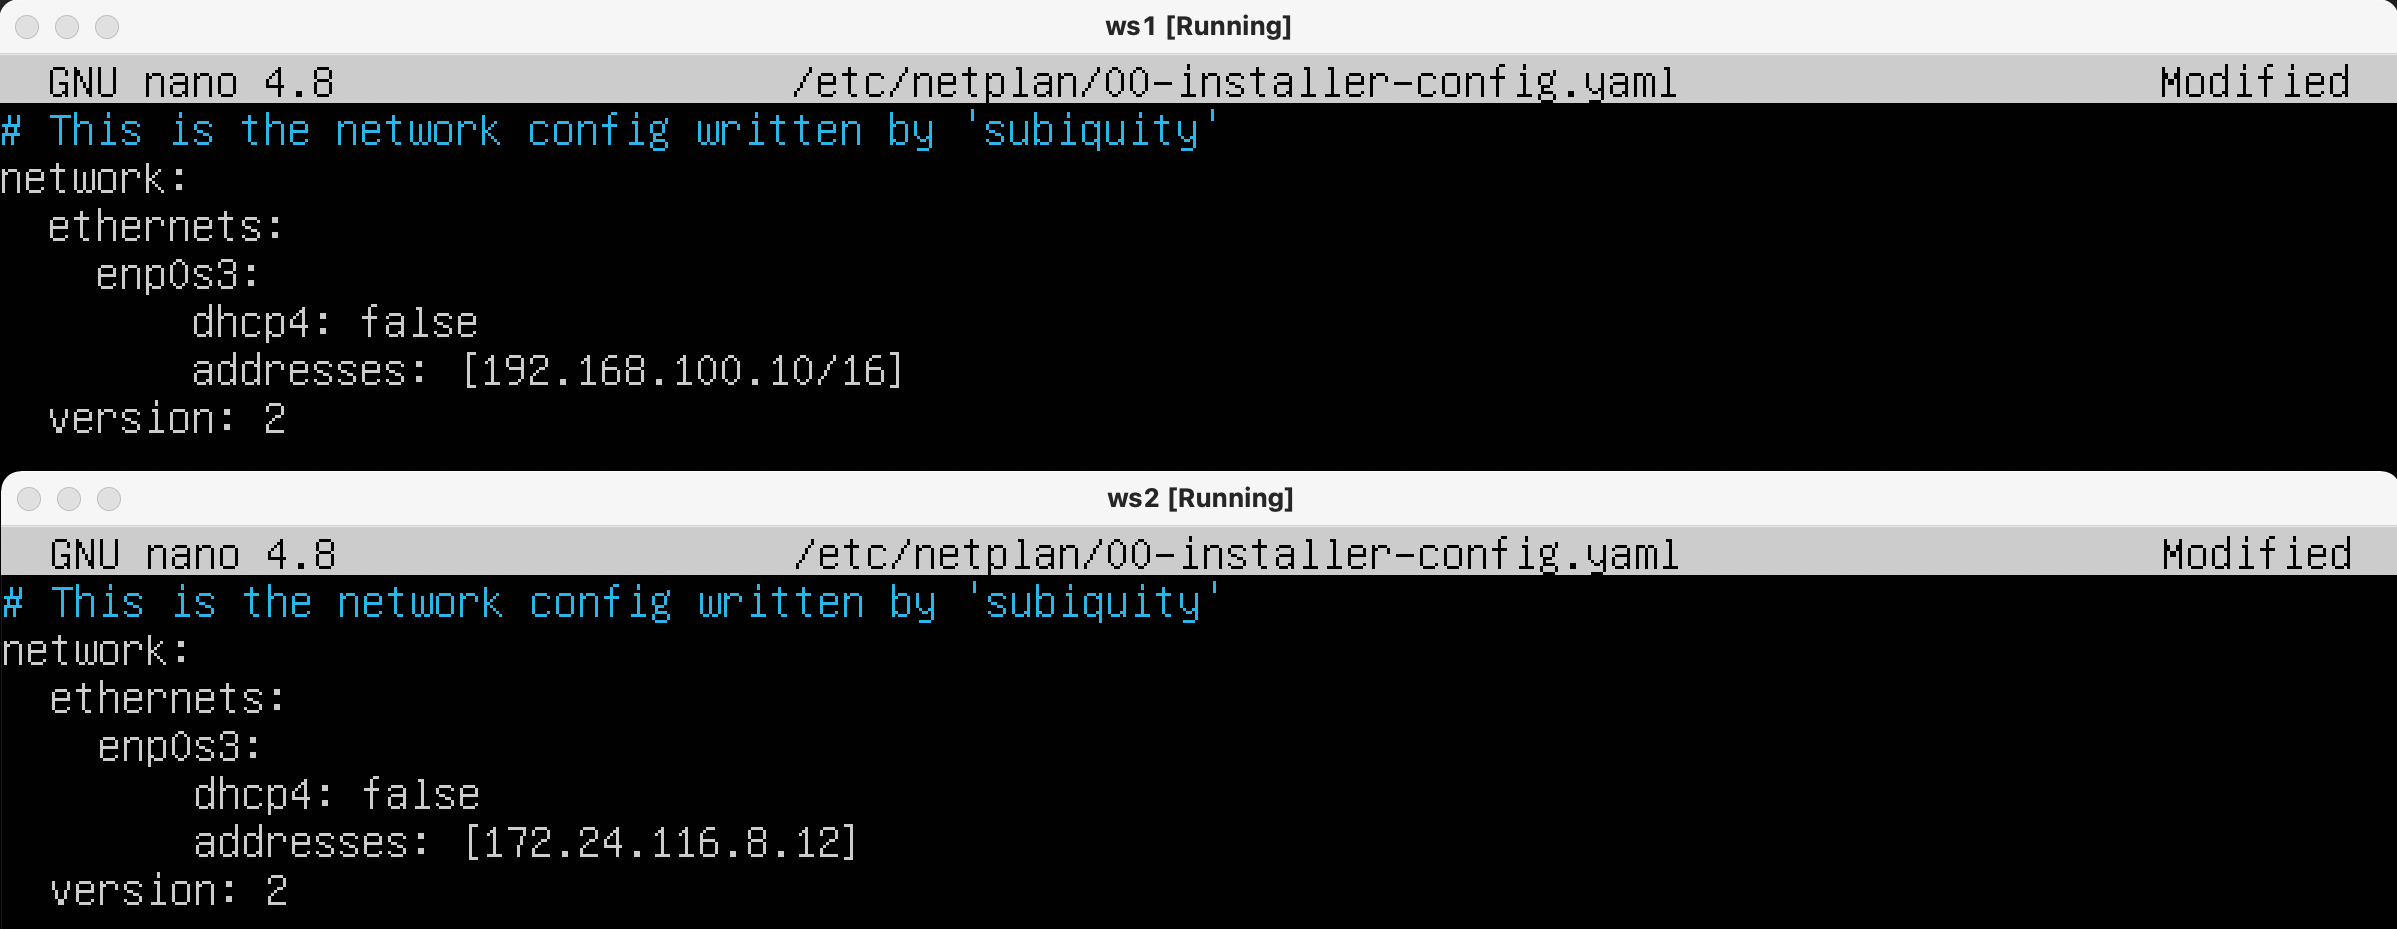 ws1 [Running]
GNU nano 4.8 /etc/netplan/00-installer-config.yaml Modified
# This is the network config written by 'subiquity'
network:
  ethernets:
    enp0s3:
        dhcp4: false
        addresses: [192.168.100.10/16]
  version: 2
ws2 [Running]
GNU nano 4.8 /etc/netplan/00-installer-config.yaml Modified
# This is the network config written by 'subiquity'
network:
  ethernets:
    enp0s3:
        dhcp4: false
        addresses: [172.24.116.8.12]
  version: 2